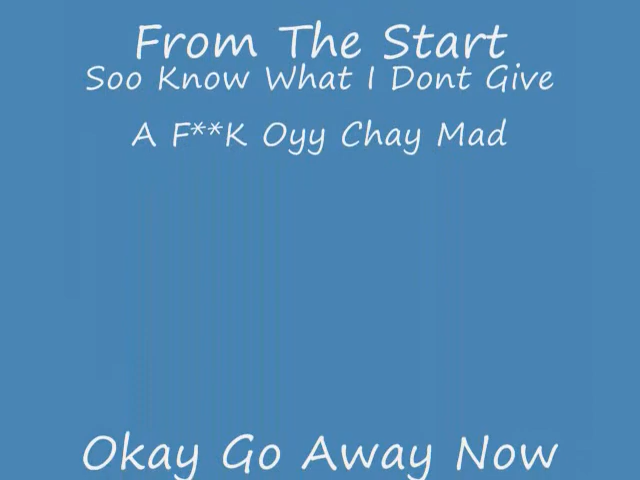 From The Start
Soo Know What I Dont Give
A F**K Oyy Chay Mad
Okay Go Away Now